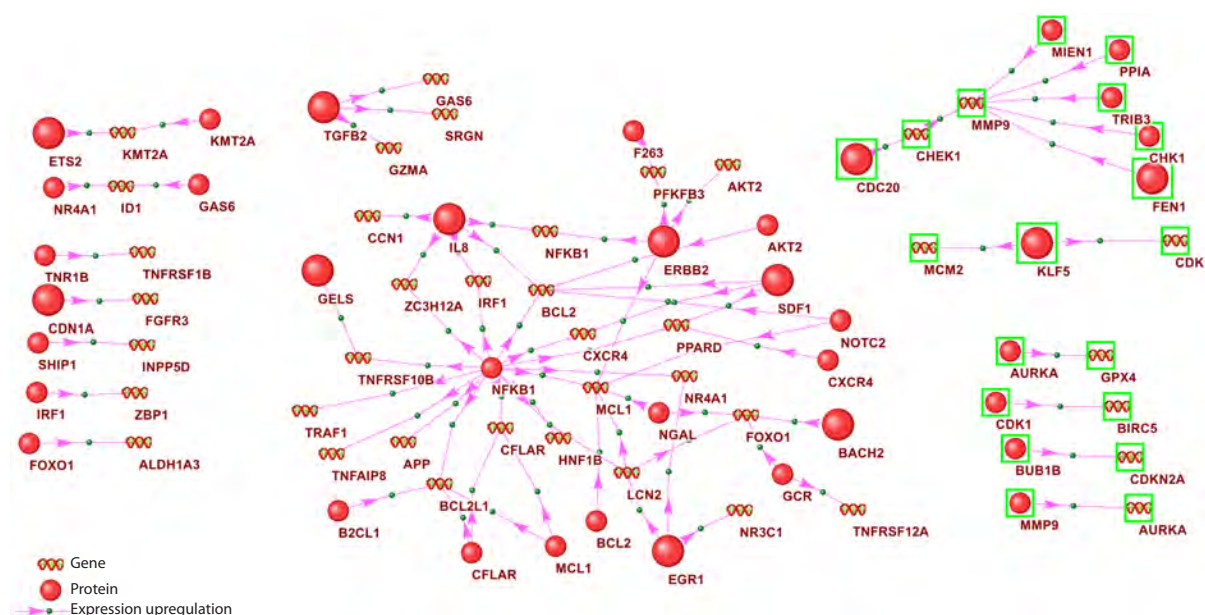 ETS2
KMT2A
KMT2A
NR4A1
ID1
GAS6
TNR1B
TNFRSF1B
CDN1A
FGFR3
SHIP1
INPP5D
IRF1
ZBP1
FOXO1
ALDH1A3
TGFB2
GAS6
SRGN
GZMA
F263
PFKFB3
AKT2
CCN1
IL8
NFKB1
ERBB2
AKT2
GELS
ZC3H12A
IRF1
BCL2
SDF1
NOTC2
CXCR4
PPARD
CXCR4
TNFRSF10B
NFKB1
MCL1
NR4A1
TRAF1
TNFAIP8
APP
CFLAR
HNF1B
NGAL
FOXO1
BACH2
B2CL1
BCL2L1
LCN2
GCR
TNFRSF12A
CFLAR
MCL1
BCL2
EGR1
NR3C1
MIEN1
PPIA
TRIB3
MMP9
CHK1
CHEK1
CDC20
FEN1
MCM2
KLF5
CDK
AURKA
GPX4
CDK1
BIRC5
BUB1B
CDKN2A
MMP9
AURKA
Gene
Protein
Expression upregulation